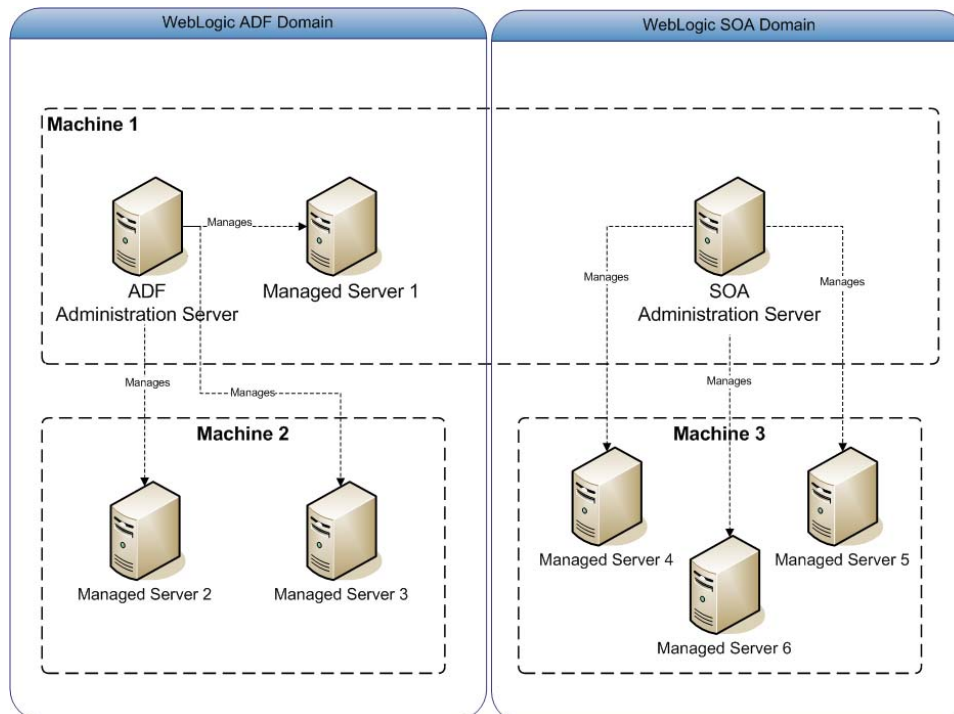 WebLogic ADF Domain
WebLogic SOA Domain
Machine 1
Manages
ADF
Administration Server
Managed Server 1
Manages
SOA
Administration Server
Manages
Manages
Manages
Manages
Machine 2
Managed Server 2
Managed Server 3
Machine 3
Managed Server 4
Managed Server 5
Managed Server 6